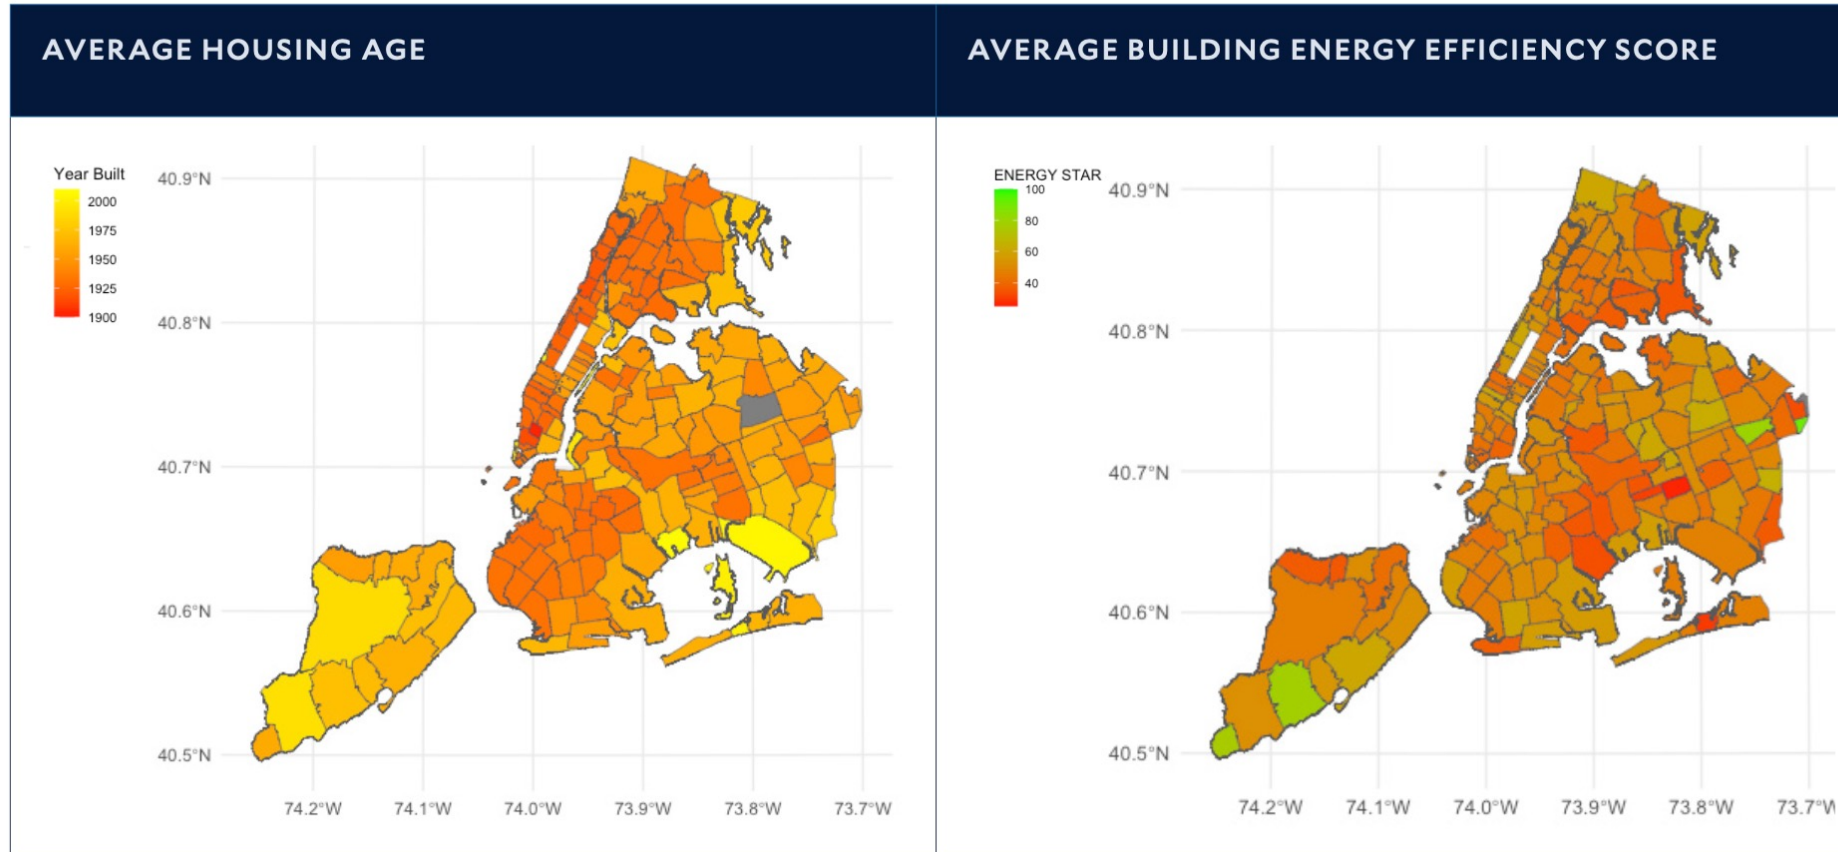 AVERAGE HOUSING AGE
Year Built
2000
1975
1950
1925
1900
40.9°N
40.8°N
40.7°N
40.6°N
40.5°N
74.2°W 74.1°W 74.0°W 73.9°W 73.8°W 73.7°W
AVERAGE BUILDING ENERGY EFFICIENCY SCORE
ENERGY STAR
100
80
60
40
40.9°N
40.8°N
40.7°N
40.6°N
40.5°N
74.2°W 74.1°W 74.0°W 73.9°W 73.8°W 73.7°W